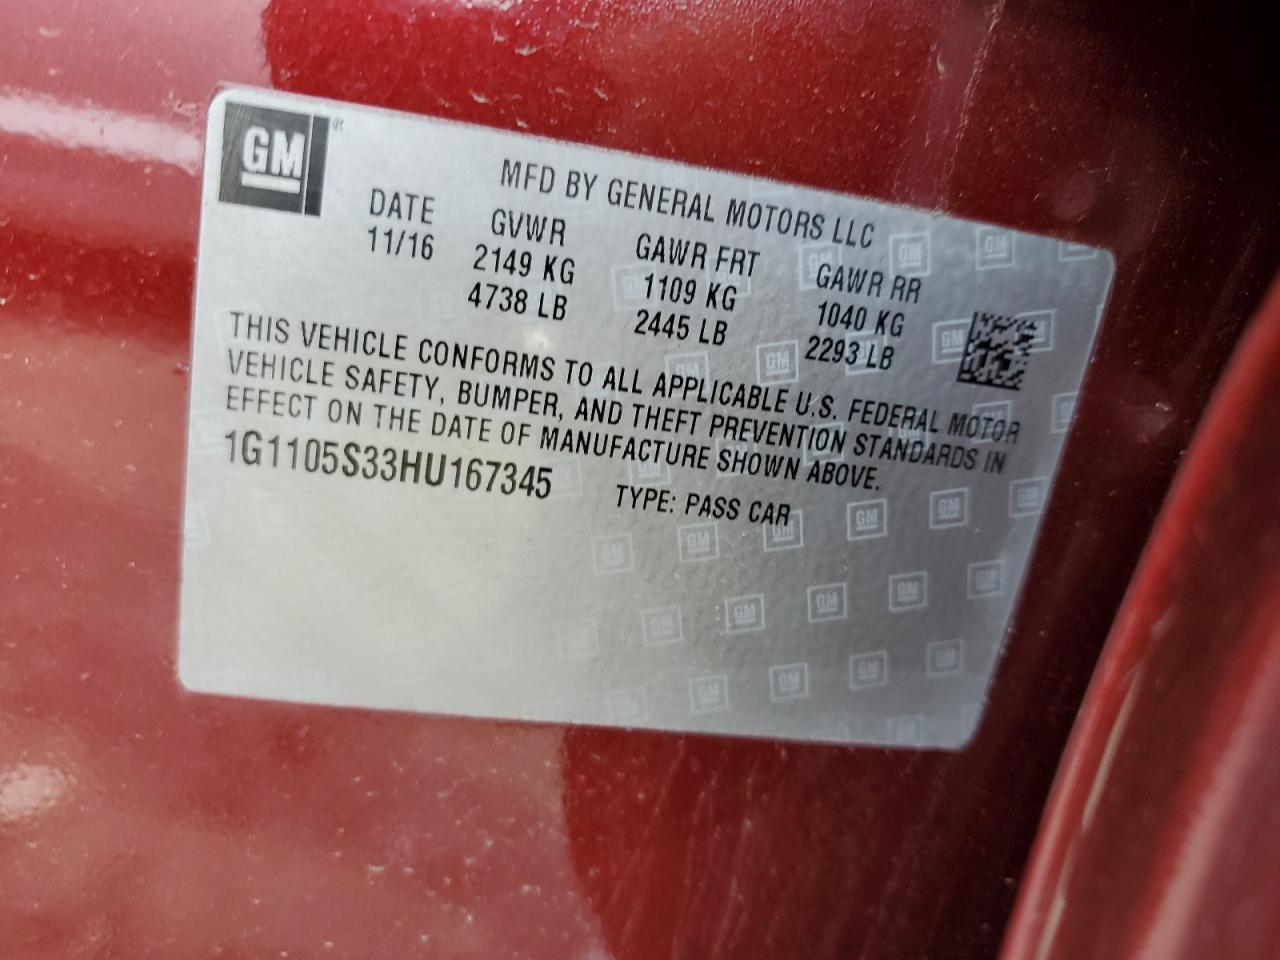 GM
MFD BY GENERAL MOTORS LLC
DATE GVWR GAWR FRT GAWR RR
11/16 2149 KG 1109 KG 1040 KG
4738 LB 2445 LB 2293 LB
THIS VEHICLE CONFORMS TO ALL APPLICABLE U.S. FEDERAL MOTOR
VEHICLE SAFETY, BUMPER, AND THEFT PREVENTION STANDARDS IN
EFFECT ON THE DATE OF MANUFACTURE SHOWN ABOVE.
1G1105S33HU167345 TYPE: PASS CAR